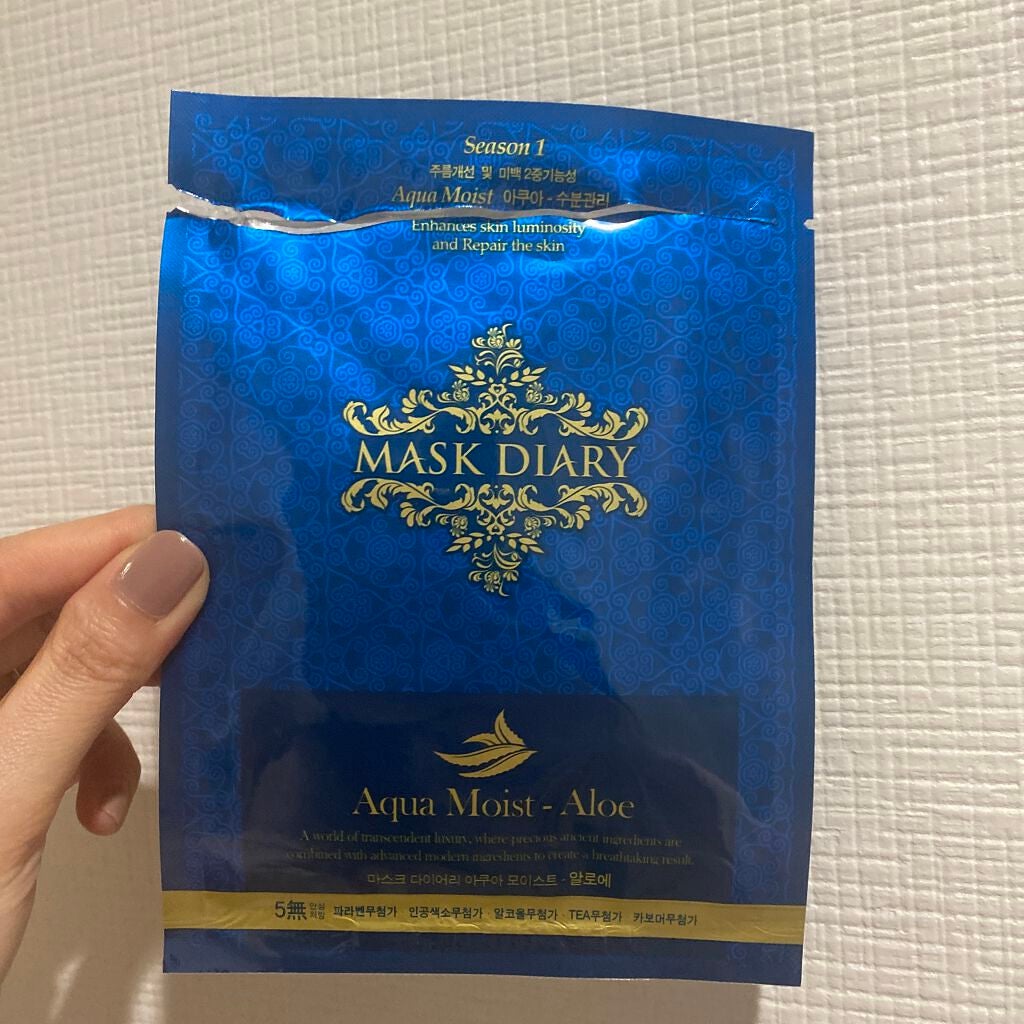 Season 1
주름개선 및 미백 2중기능성
Aqua Moist 아쿠아 - 수분관리
Enhances skin luminosity
and Repair the skin
MASK DIARY
Aqua Moist - Aloe
A world of transcendent luxury, where precious ancient ingredients are
combined with advanced modern ingredients to create a breathtaking result.
마스크 다이어리 아쿠아 모이스트 - 알로에
5無 안심처방 파라벤무첨가 · 인공색소무첨가 · 알코올무첨가 · TEA무첨가 · 카보머무첨가